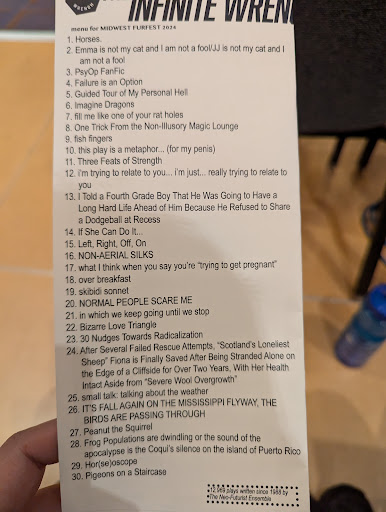 WRENCH
INFINITE WREN
menu for MIDWEST FURFEST 2024
1. Horses.
2. Emma is not my cat and I am not a fool/JJ is not my cat and I
am not a fool
3. PsyOp FanFic
4. Failure is an Option
5. Guided Tour of My Personal Hell
6. Imagine Dragons
7. fill me like one of your rat holes
8. One Trick From the Non-Illusory Magic Lounge
9. fish fingers
10. this play is a metaphor... (for my penis)
11. Three Feats of Strength
12. i'm trying to relate to you... i'm just... really trying to relate to
you
13. I Told a Fourth Grade Boy That He Was Going to Have a
Long Hard Life Ahead of Him Because He Refused to Share
a Dodgeball at Recess
14. If She Can Do It...
15. Left, Right, Off, On
16. NON-AERIAL SILKS
17. what I think when you say you're "trying to get pregnant"
18. over breakfast
19. skibidi sonnet
20. NORMAL PEOPLE SCARE ME
21. in which we keep going until we stop
22. Bizarre Love Triangle
23. 30 Nudges Towards Radicalization
24. After Several Failed Rescue Attempts, "Scotland's Loneliest
Sheep" Fiona is Finally Saved After Being Stranded Alone on
the Edge of a Cliffside for Over Two Years, With Her Health
Intact Aside from "Severe Wool Overgrowth"
25. small talk: talking about the weather
26. IT'S FALL AGAIN ON THE MISSISSIPPI FLYWAY, THE
BIRDS ARE PASSING THROUGH
27. Peanut the Squirrel
28. Frog Populations are dwindling or the sound of the
apocalypse is the Coqui's silence on the island of Puerto Rico
29. Hor(se)oscope
30. Pigeons on a Staircase
12,969 plays written since 1988 by
The Neo-Futurist Ensemble